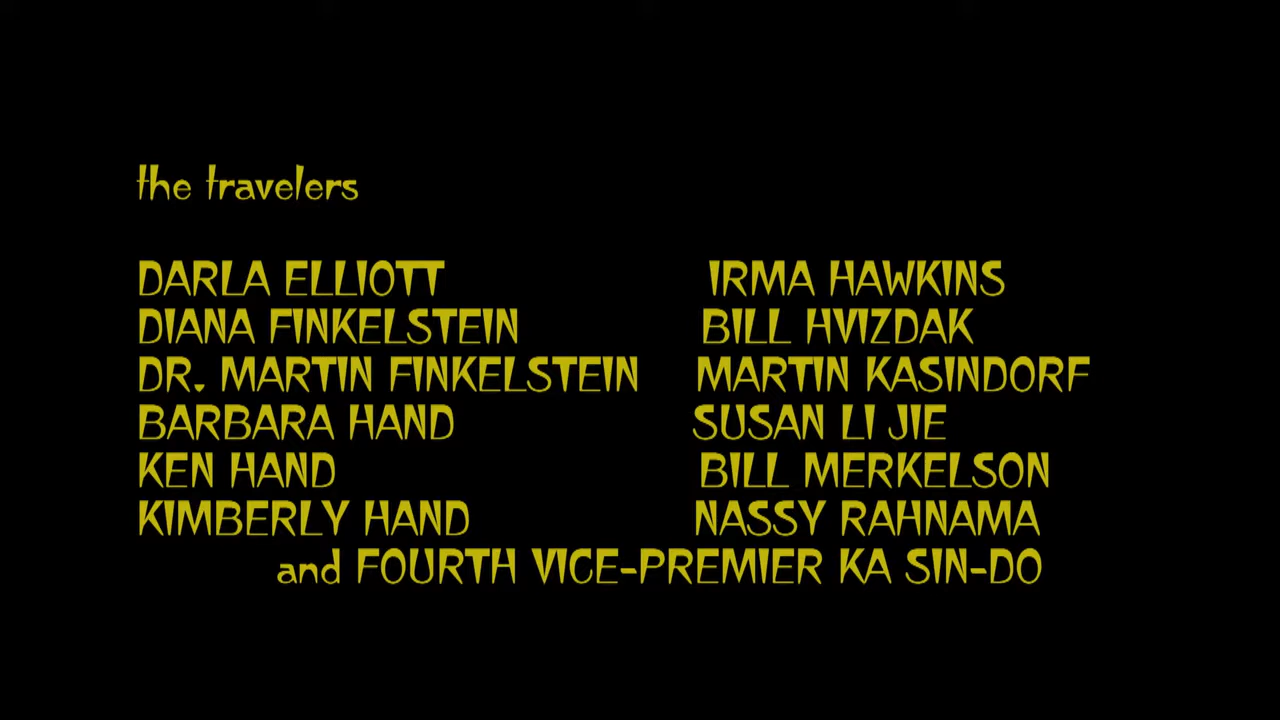 the travelers
DARLA ELLIOTT IRMA HAWKINS
DIANA FINKELSTEIN BILL HVIZDAK
DR. MARTIN FINKELSTEIN MARTIN KASINDORF
BARBARA HAND SUSAN LI JIE
KEN HAND BILL MERKELSON
KIMBERLY HAND NASSY RAHNAMA
and FOURTH VICE-PREMIER KA SIN-DO